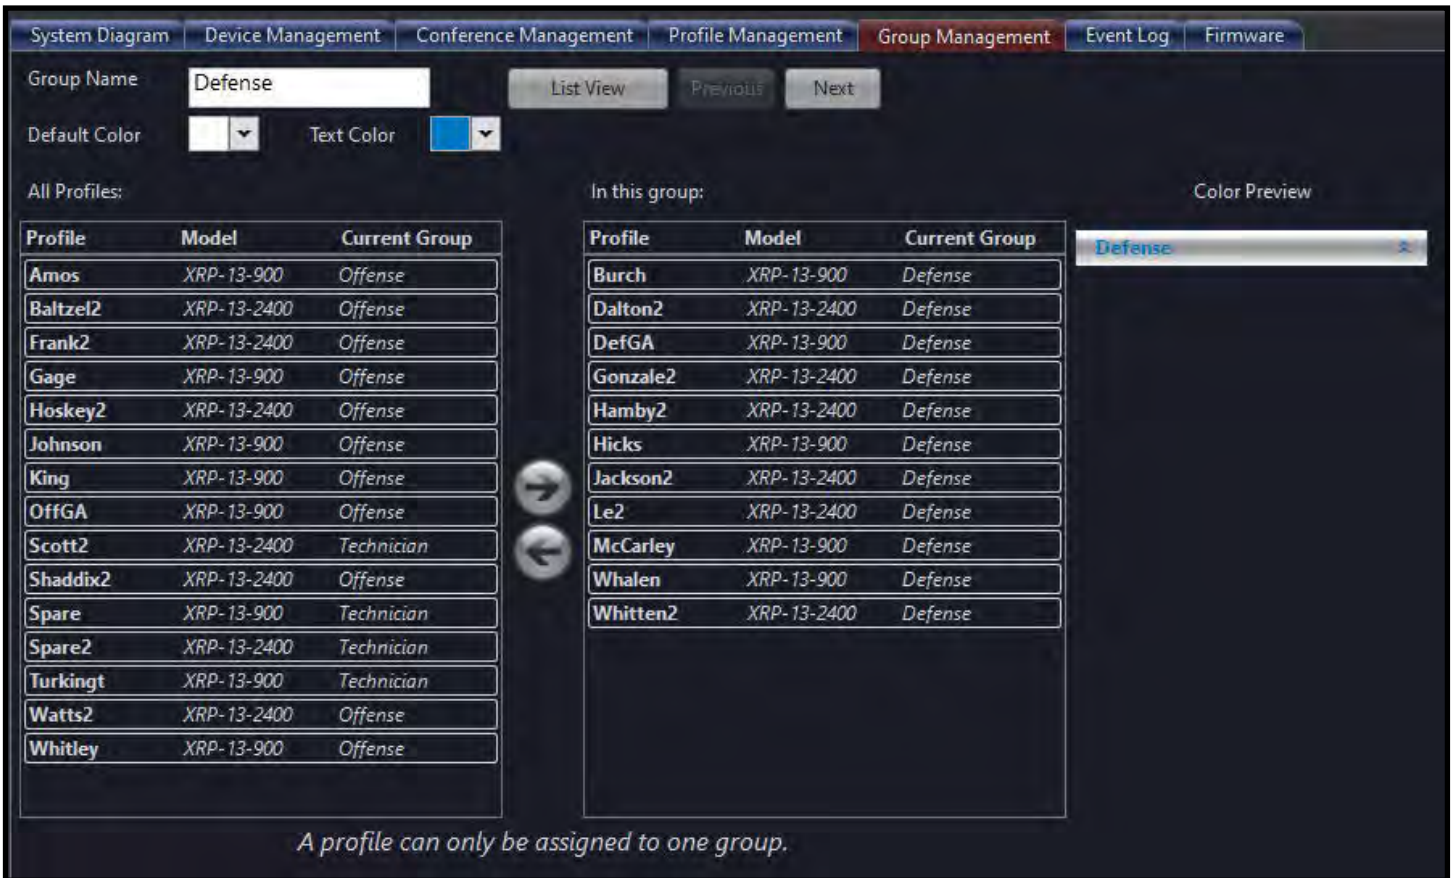 System Diagram Device Management Conference Management Profile Management Group Management Event Log Firmware
Group Name Defense List View Previous Next
Default Color Text Color
All Profiles: In this group: Color Preview
Profile Model Current Group Profile Model Current Group
Defense
Amos XRP-13-900 Offense Burch XRP-13-900 Defense
Baltzel2 XRP-13-2400 Offense Dalton2 XRP-13-2400 Defense
Frank2 XRP-13-2400 Offense DefGA XRP-13-900 Defense
Gage XRP-13-900 Offense Gonzale2 XRP-13-2400 Defense
Hoskey2 XRP-13-2400 Offense Hamby2 XRP-13-2400 Defense
Johnson XRP-13-900 Offense Hicks XRP-13-900 Defense
King XRP-13-900 Offense Jackson2 XRP-13-2400 Defense
OffGA XRP-13-900 Offense Le2 XRP-13-2400 Defense
Scott2 XRP-13-2400 Technician McCarley XRP-13-900 Defense
Shaddix2 XRP-13-2400 Offense Whalen XRP-13-900 Defense
Spare XRP-13-900 Technician Whitten2 XRP-13-2400 Defense
Spare2 XRP-13-2400 Technician
Turkingt XRP-13-900 Technician
Watts2 XRP-13-2400 Offense
Whitley XRP-13-900 Offense
A profile can only be assigned to one group.